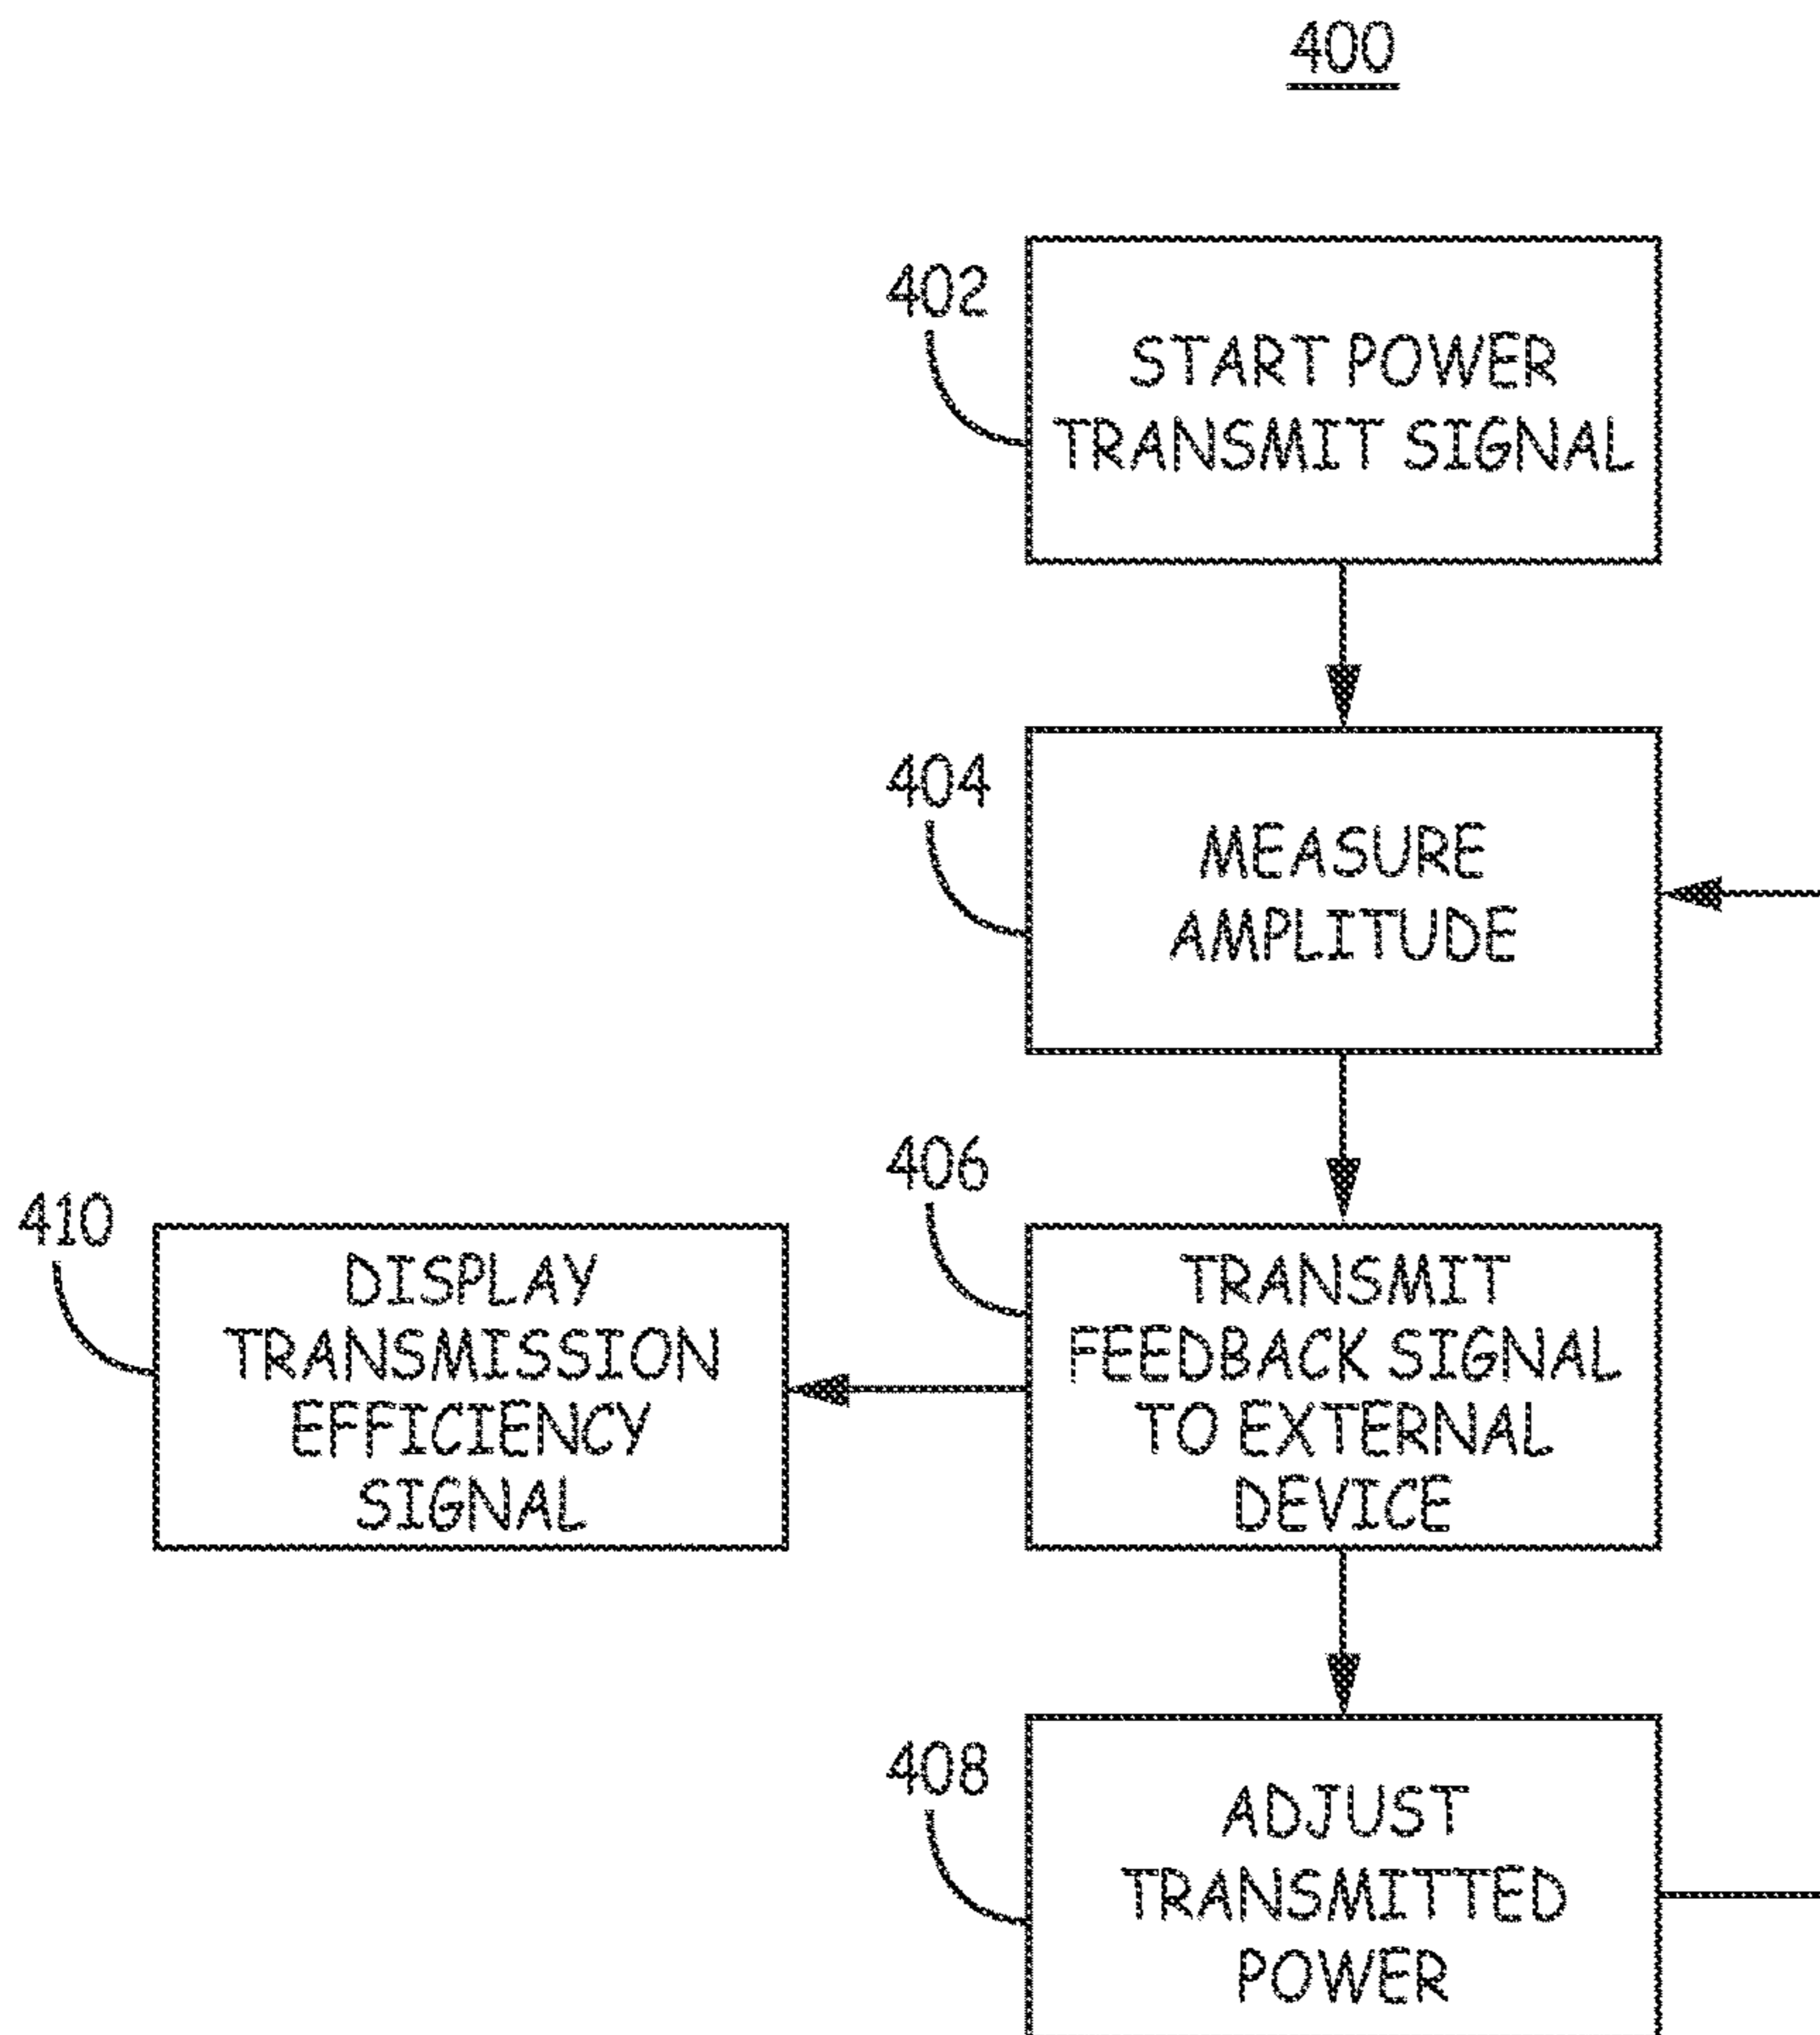 400
402
START POWER
TRANSMIT SIGNAL
404
MEASURE
AMPLITUDE
406
TRANSMIT
FEEDBACK SIGNAL
TO EXTERNAL
DEVICE
410
DISPLAY
TRANSMISSION
EFFICIENCY
SIGNAL
408
ADJUST
TRANSMITTED
POWER